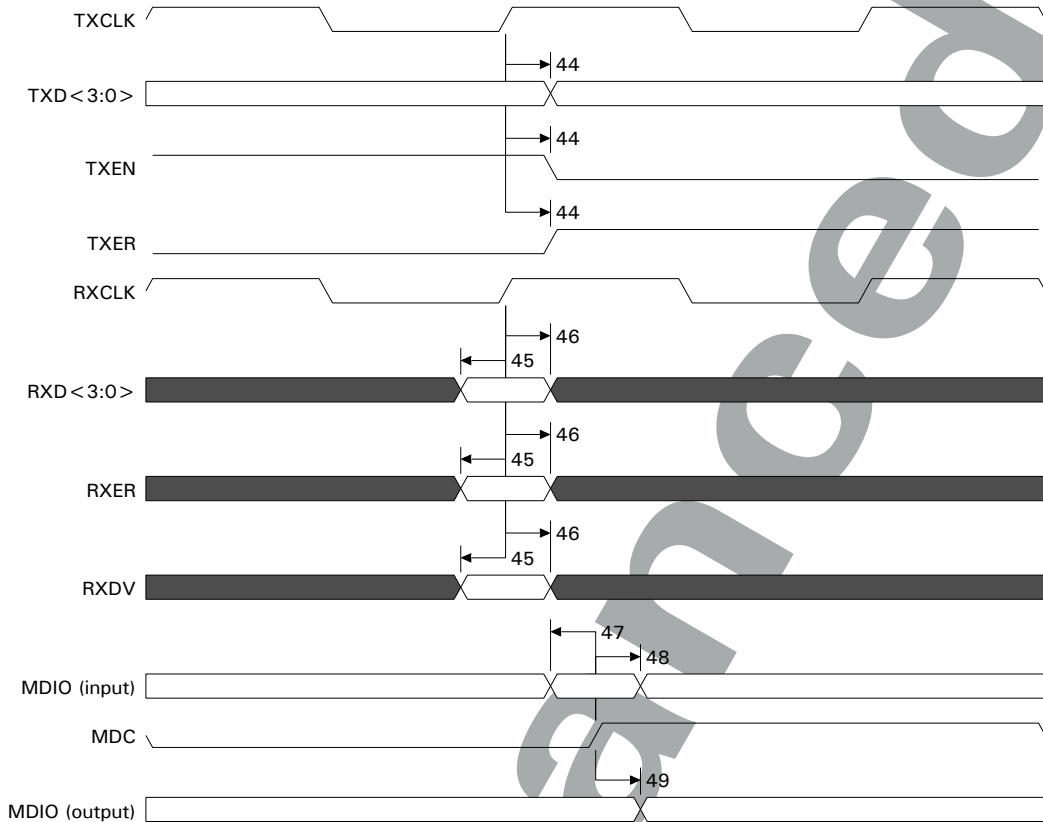 TXCLK
44
TXD<3:0>
44
TXEN
44
TXER
RXCLK
46
45
RXD<3:0>
46
45
RXER
46
45
RXDV
47
48
MDIO (input)
MDC
49
MDIO (output)
anced